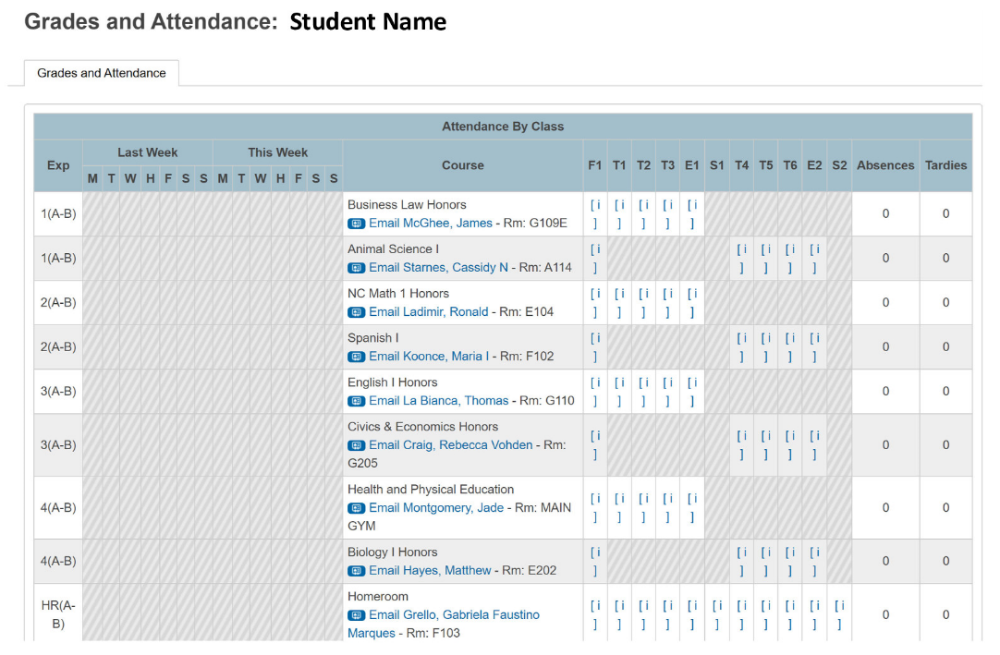 Grades and Attendance: Student Name
Grades and Attendance
Attendance By Class
Exp Last Week This Week Course F1 T1 T2 T3 E1 S1 T4 T5 T6 E2 S2 Absences Tardies
M T W H F S S M T W H F S S
1(A-B) Business Law Honors [ i ] [ i ] [ i ] [ i ] [ i ] 0 0
Email McGhee, James - Rm: G109E
1(A-B) Animal Science I [ i ] [ i ] [ i ] [ i ] [ i ] 0 0
Email Starnes, Cassidy N - Rm: A114
2(A-B) NC Math 1 Honors [ i ] [ i ] [ i ] [ i ] [ i ] 0 0
Email Ladimir, Ronald - Rm: E104
2(A-B) Spanish I [ i ] [ i ] [ i ] [ i ] [ i ] 0 0
Email Koonce, Maria I - Rm: F102
3(A-B) English I Honors [ i ] [ i ] [ i ] [ i ] [ i ] 0 0
Email La Bianca, Thomas - Rm: G110
3(A-B) Civics & Economics Honors [ i ] [ i ] [ i ] [ i ] [ i ] 0 0
Email Craig, Rebecca Vohden - Rm:
G205
4(A-B) Health and Physical Education [ i ] [ i ] [ i ] [ i ] [ i ] 0 0
Email Montgomery, Jade - Rm: MAIN
GYM
4(A-B) Biology I Honors [ i ] [ i ] [ i ] [ i ] [ i ] 0 0
Email Hayes, Matthew - Rm: E202
HR(A-B) Homeroom [ i ] [ i ] [ i ] [ i ] [ i ] [ i ] [ i ] [ i ] [ i ] [ i ] [ i ] 0 0
Email Grello, Gabriela Faustino
Marques - Rm: F103